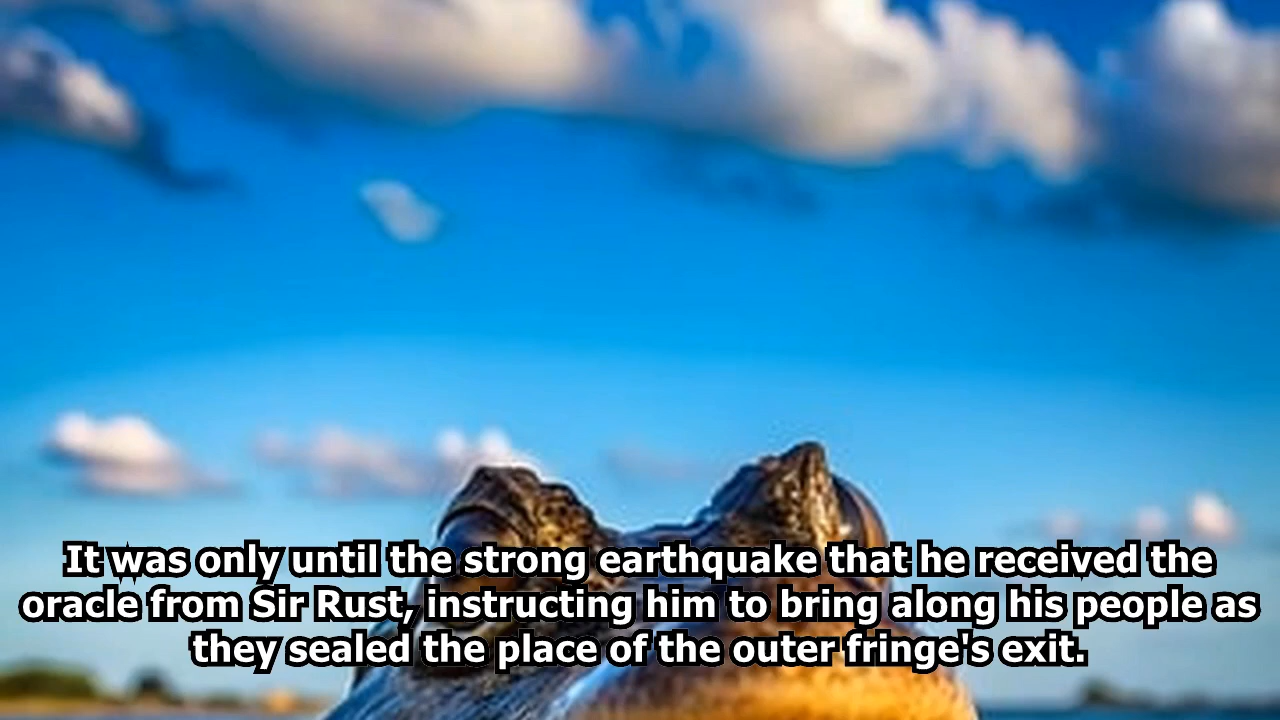 It was only until the strong earthquake that he received the
oracle from Sir Rust, instructing him to bring along his people as
they sealed the place of the outer fringe's exit.